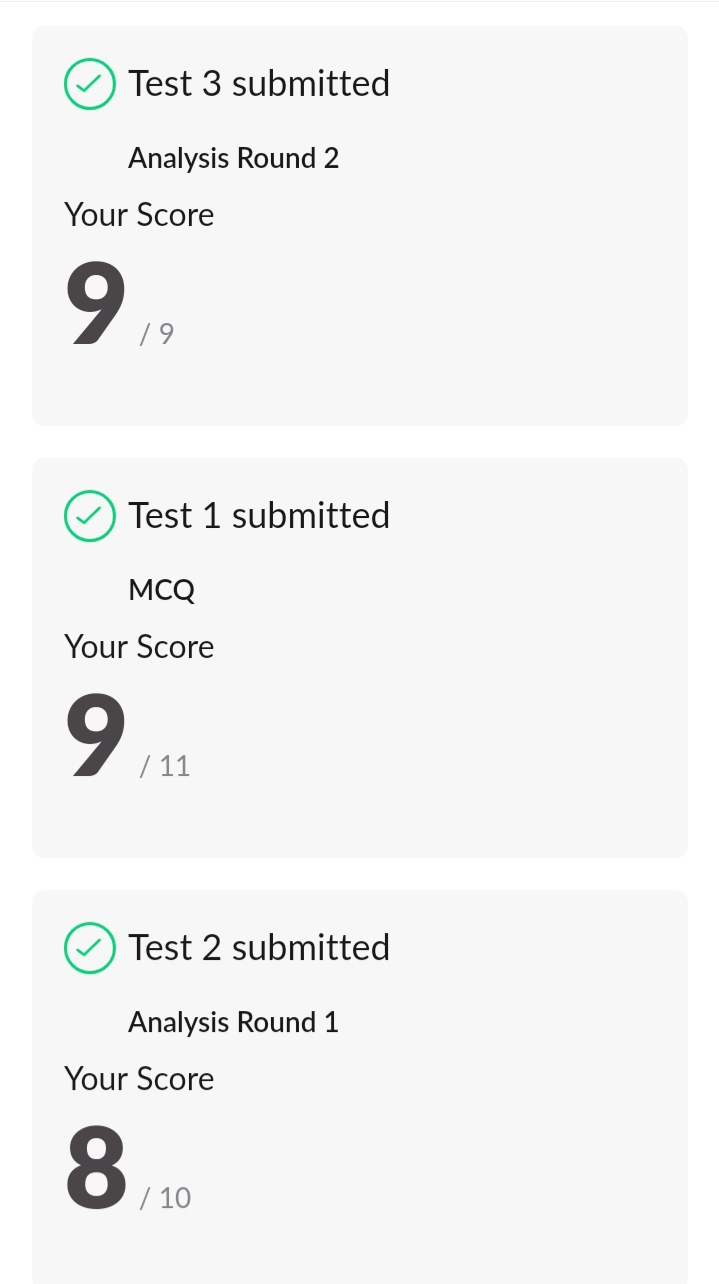 Test 3 submitted
Analysis Round 2
Your Score
9 / 9
Test 1 submitted
MCQ
Your Score
9 / 11
Test 2 submitted
Analysis Round 1
Your Score
8 / 10